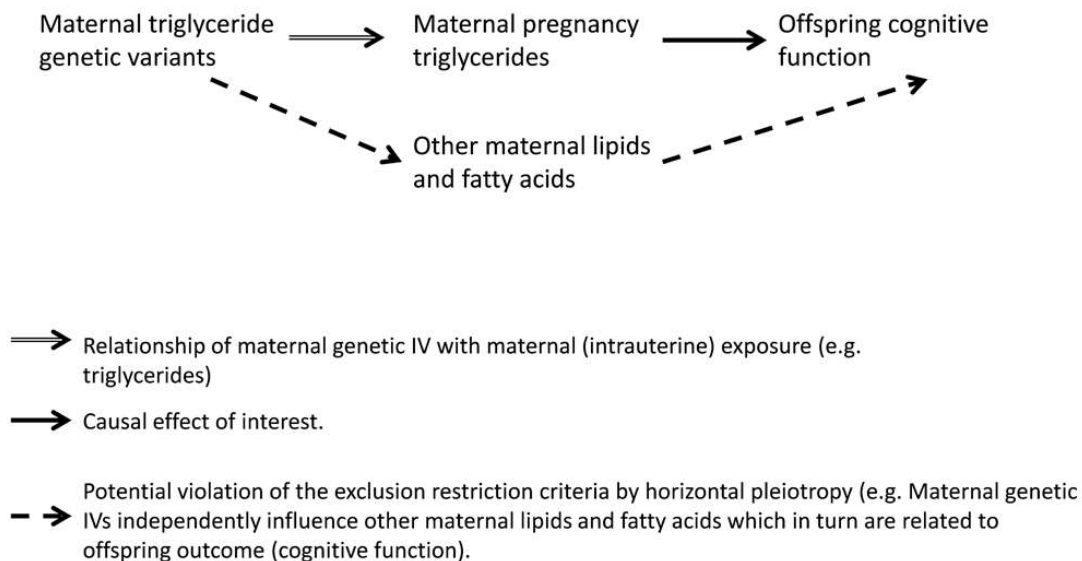 Maternal triglyceride
genetic variants
Maternal pregnancy
triglycerides
Offspring cognitive
function
Other maternal lipids
and fatty acids
Relationship of maternal genetic IV with maternal (intrauterine) exposure (e.g.
triglycerides)
Causal effect of interest.
Potential violation of the exclusion restriction criteria by horizontal pleiotropy (e.g. Maternal genetic
IVs independently influence other maternal lipids and fatty acids which in turn are related to
offspring outcome (cognitive function).